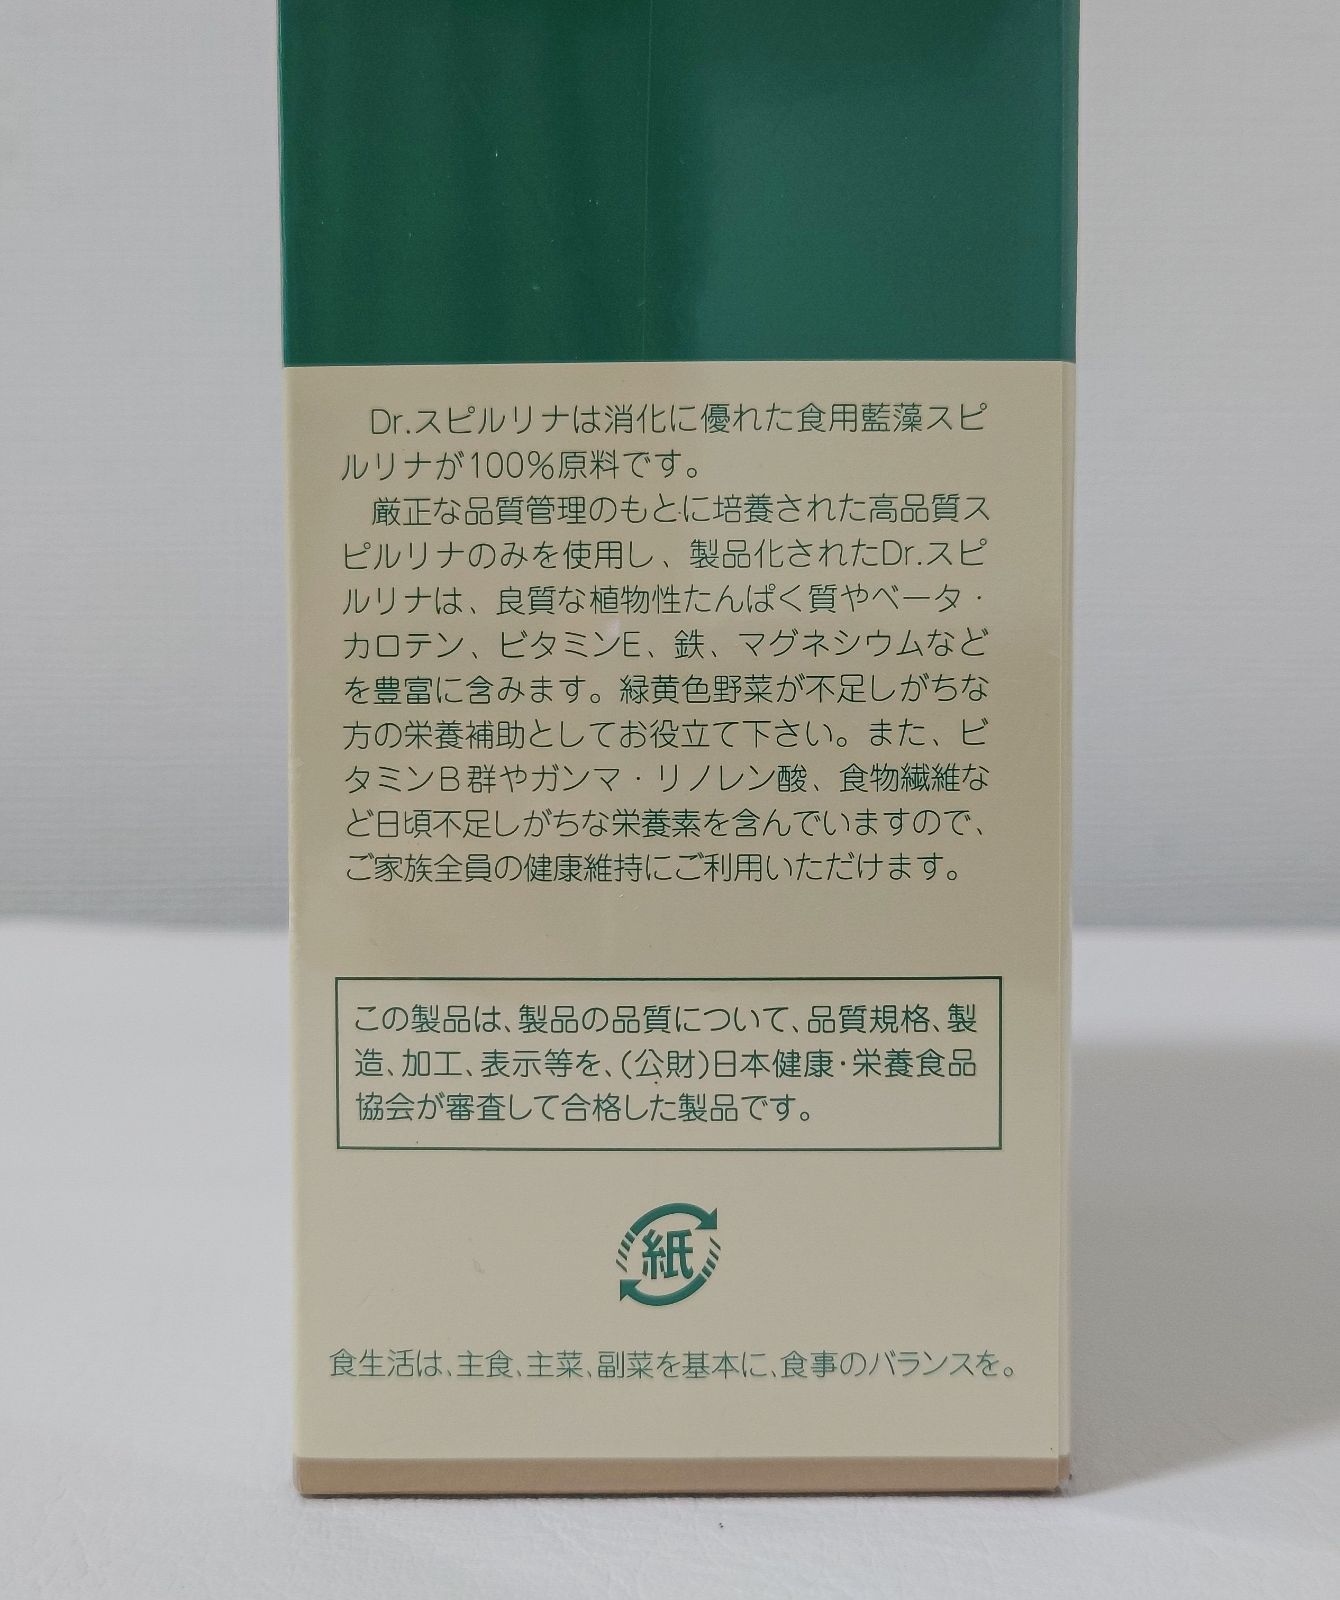 Dr.スピルリナは消化に優れた食用藍藻スピ
ルリナが100%原料です。
厳正な品質管理のもとに培養された高品質ス
ピルリナのみを使用し、製品化されたDr.スピ
ルリナは、良質な植物性たんぱく質やベータ・
カロテン、ビタミンE、鉄、マグネシウムなど
を豊富に含みます。緑黄色野菜が不足しがちな
方の栄養補助としてお役立て下さい。また、ビ
タミンB群やガンマ・リノレン酸、食物繊維な
ど日頃不足しがちな栄養素を含んでいますので、
ご家族全員の健康維持にご利用いただけます。
この製品は、製品の品質について、品質規格、製
造、加工、表示等を、(公財)日本健康・栄養食品
協会が審査して合格した製品です。
紙
食生活は、主食、主菜、副菜を基本に、食事のバランスを。